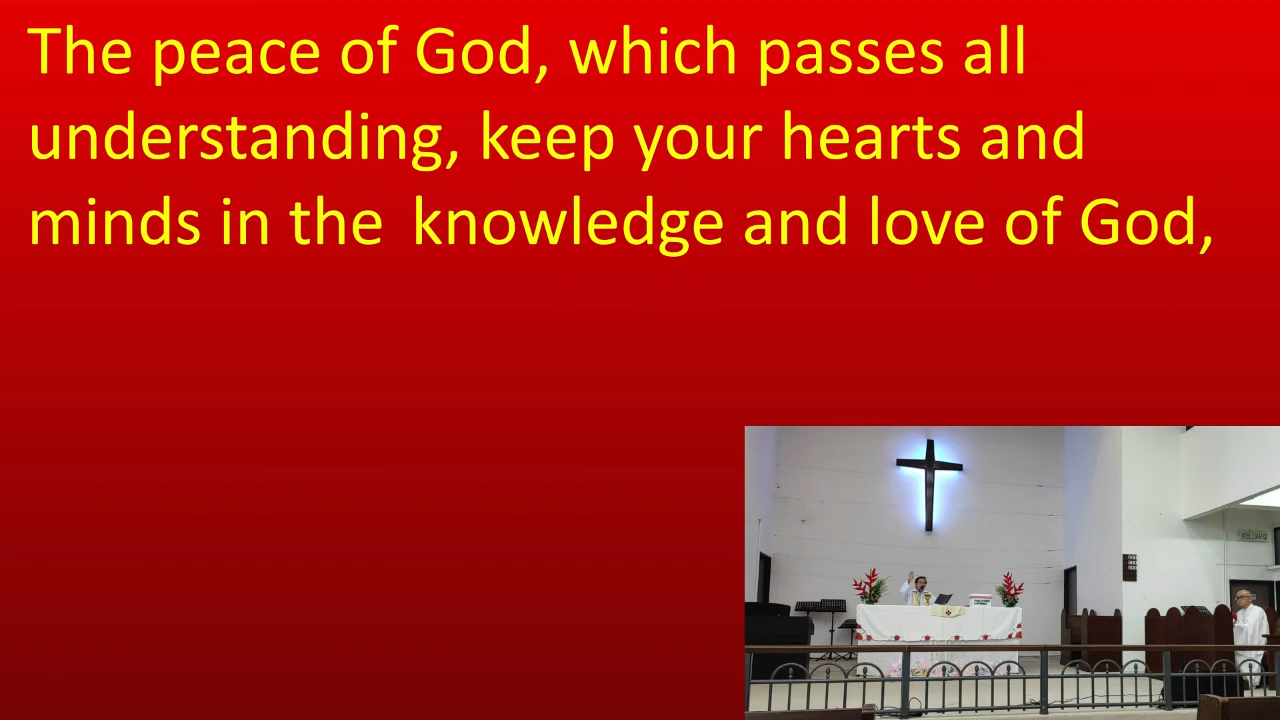 The peace of God, which passes all
understanding, keep your hearts and
minds in the knowledge and love of God,
KELUAR